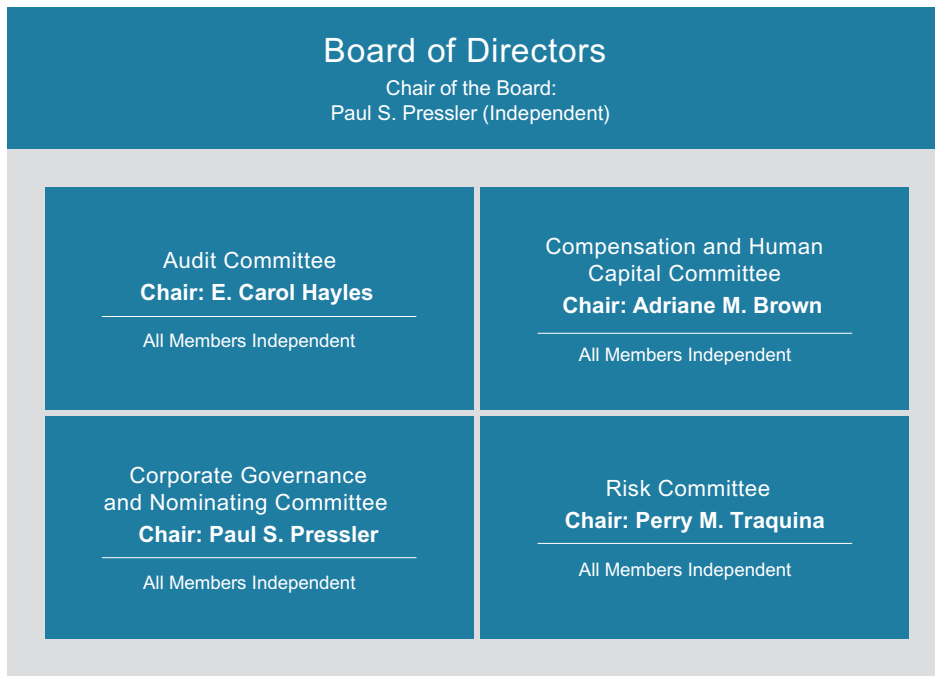 Board of Directors
Chair of the Board:
Paul S. Pressler (Independent)
Audit Committee
Chair: E. Carol Hayles
All Members Independent
Compensation and Human
Capital Committee
Chair: Adriane M. Brown
All Members Independent
Corporate Governance
and Nominating Committee
Chair: Paul S. Pressler
All Members Independent
Risk Committee
Chair: Perry M. Traquina
All Members Independent